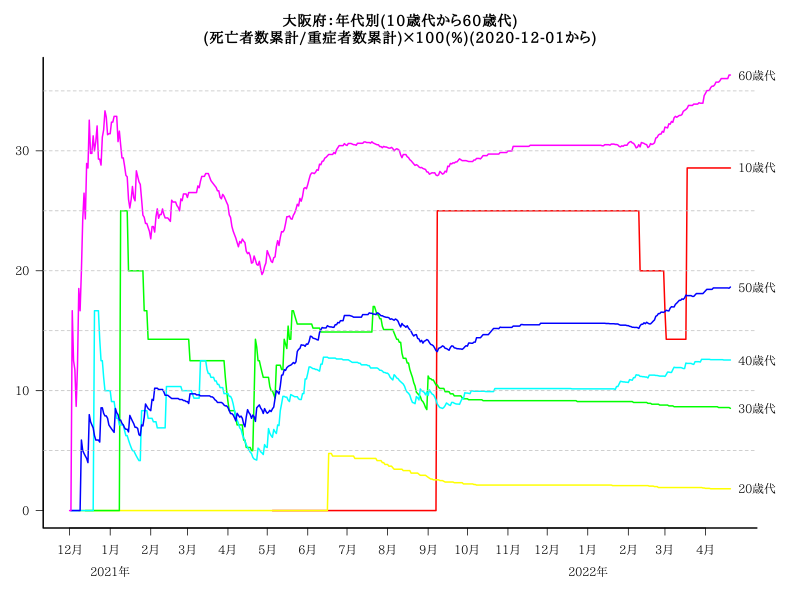 大阪府：年代別(10歳代から60歳代)
(死亡者数累計/重症者数累計)×100(%)(2020-12-01から)
60歳代
30
10歳代
20
50歳代
40歳代
10
30歳代
20歳代
0
12月 1月 2月 3月 4月 5月 6月 7月 8月 9月 10月 11月 12月 1月 2月 3月 4月
2021年 2022年